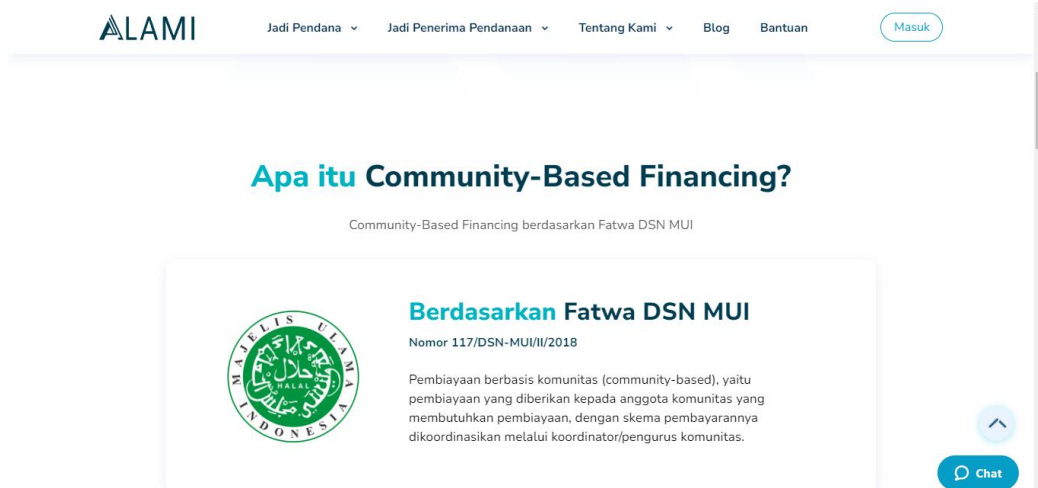 ALAMI
Jadi Pendana
Jadi Penerima Pendanaan
Tentang Kami
Blog
Bantuan
Masuk
Apa itu Community-Based Financing?
Community-Based Financing berdasarkan Fatwa DSN MUI
MAJELIS ULAMA
INDONESIA
حلال
HALAL
Berdasarkan Fatwa DSN MUI
Nomor 117/DSN-MUI/II/2018
Pembiayaan berbasis komunitas (community-based), yaitu
pembiayaan yang diberikan kepada anggota komunitas yang
membutuhkan pembiayaan, dengan skema pembayarannya
dikoordinasikan melalui koordinator/pengurus komunitas.
Chat